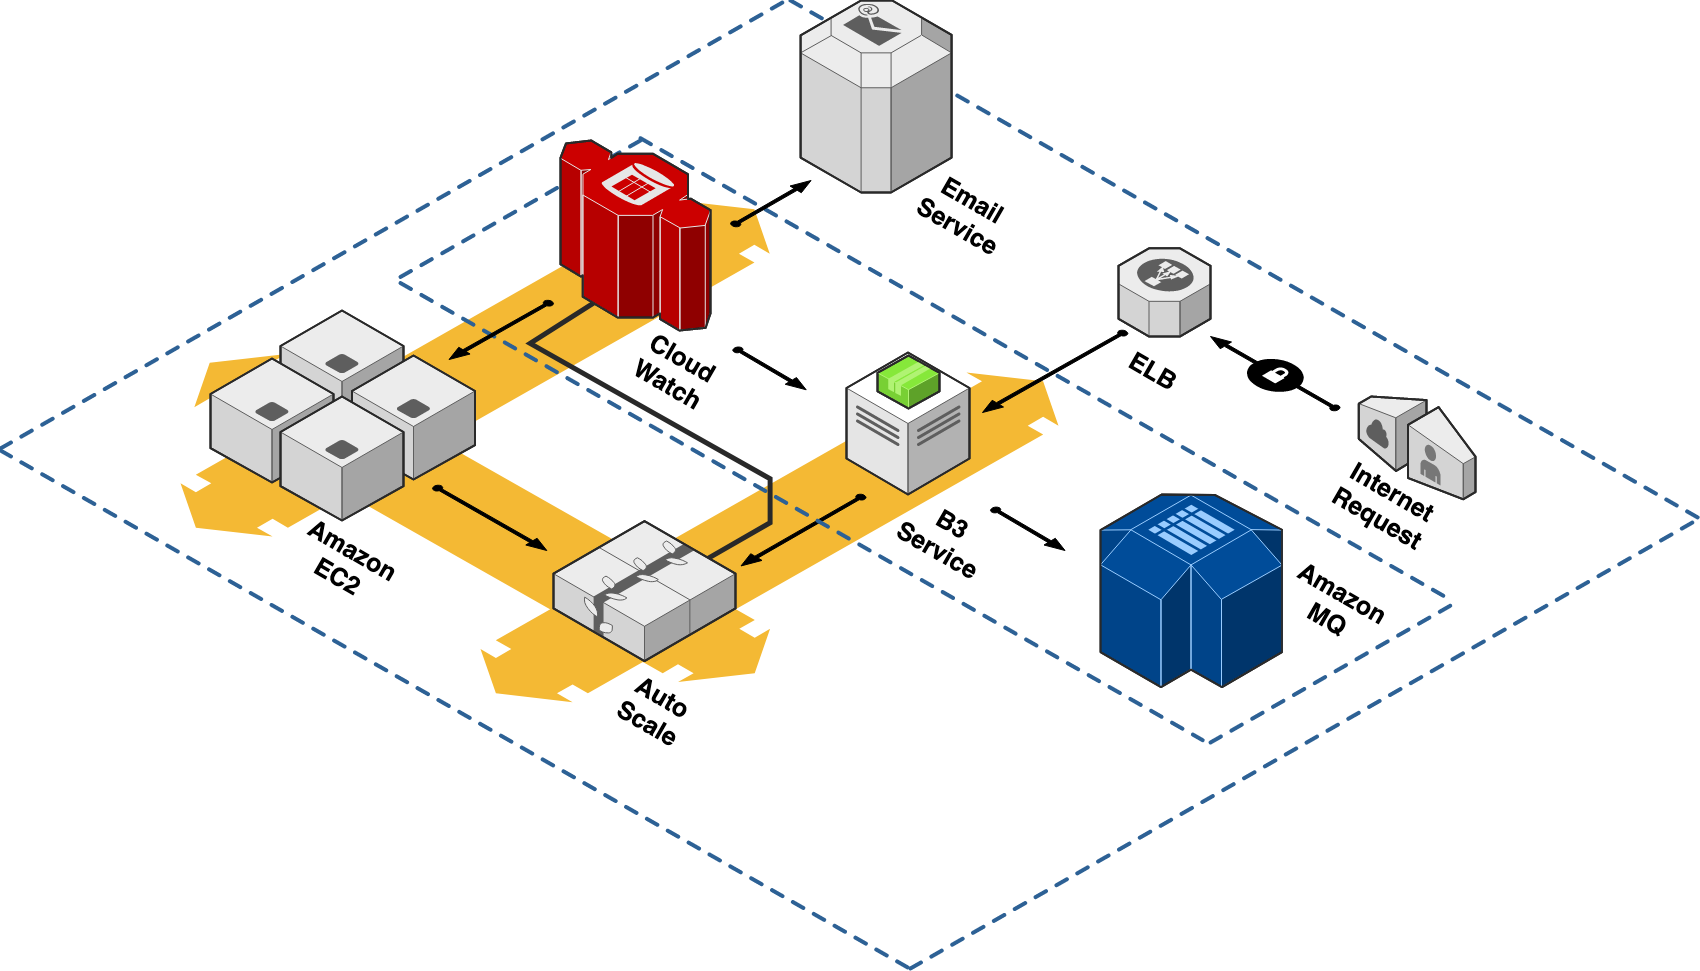 Email
Service
Cloud
Watch
ELB
Internet
Request
B3
Service
Amazon
EC2
Amazon
MQ
Auto
Scale